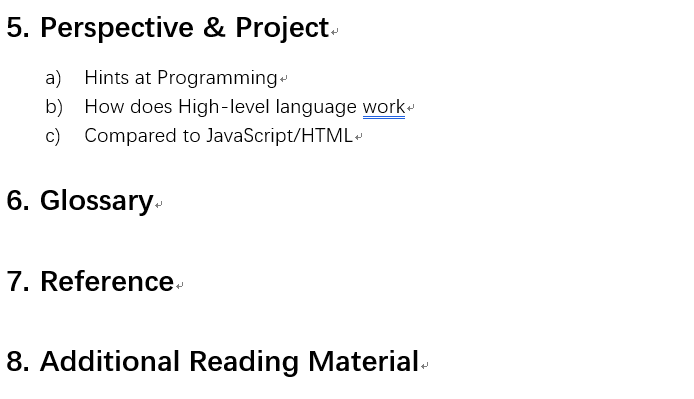 5. Perspective & Project
a) Hints at Programming
b) How does High-level language work
c) Compared to JavaScript/HTML
6. Glossary
7. Reference
8. Additional Reading Material